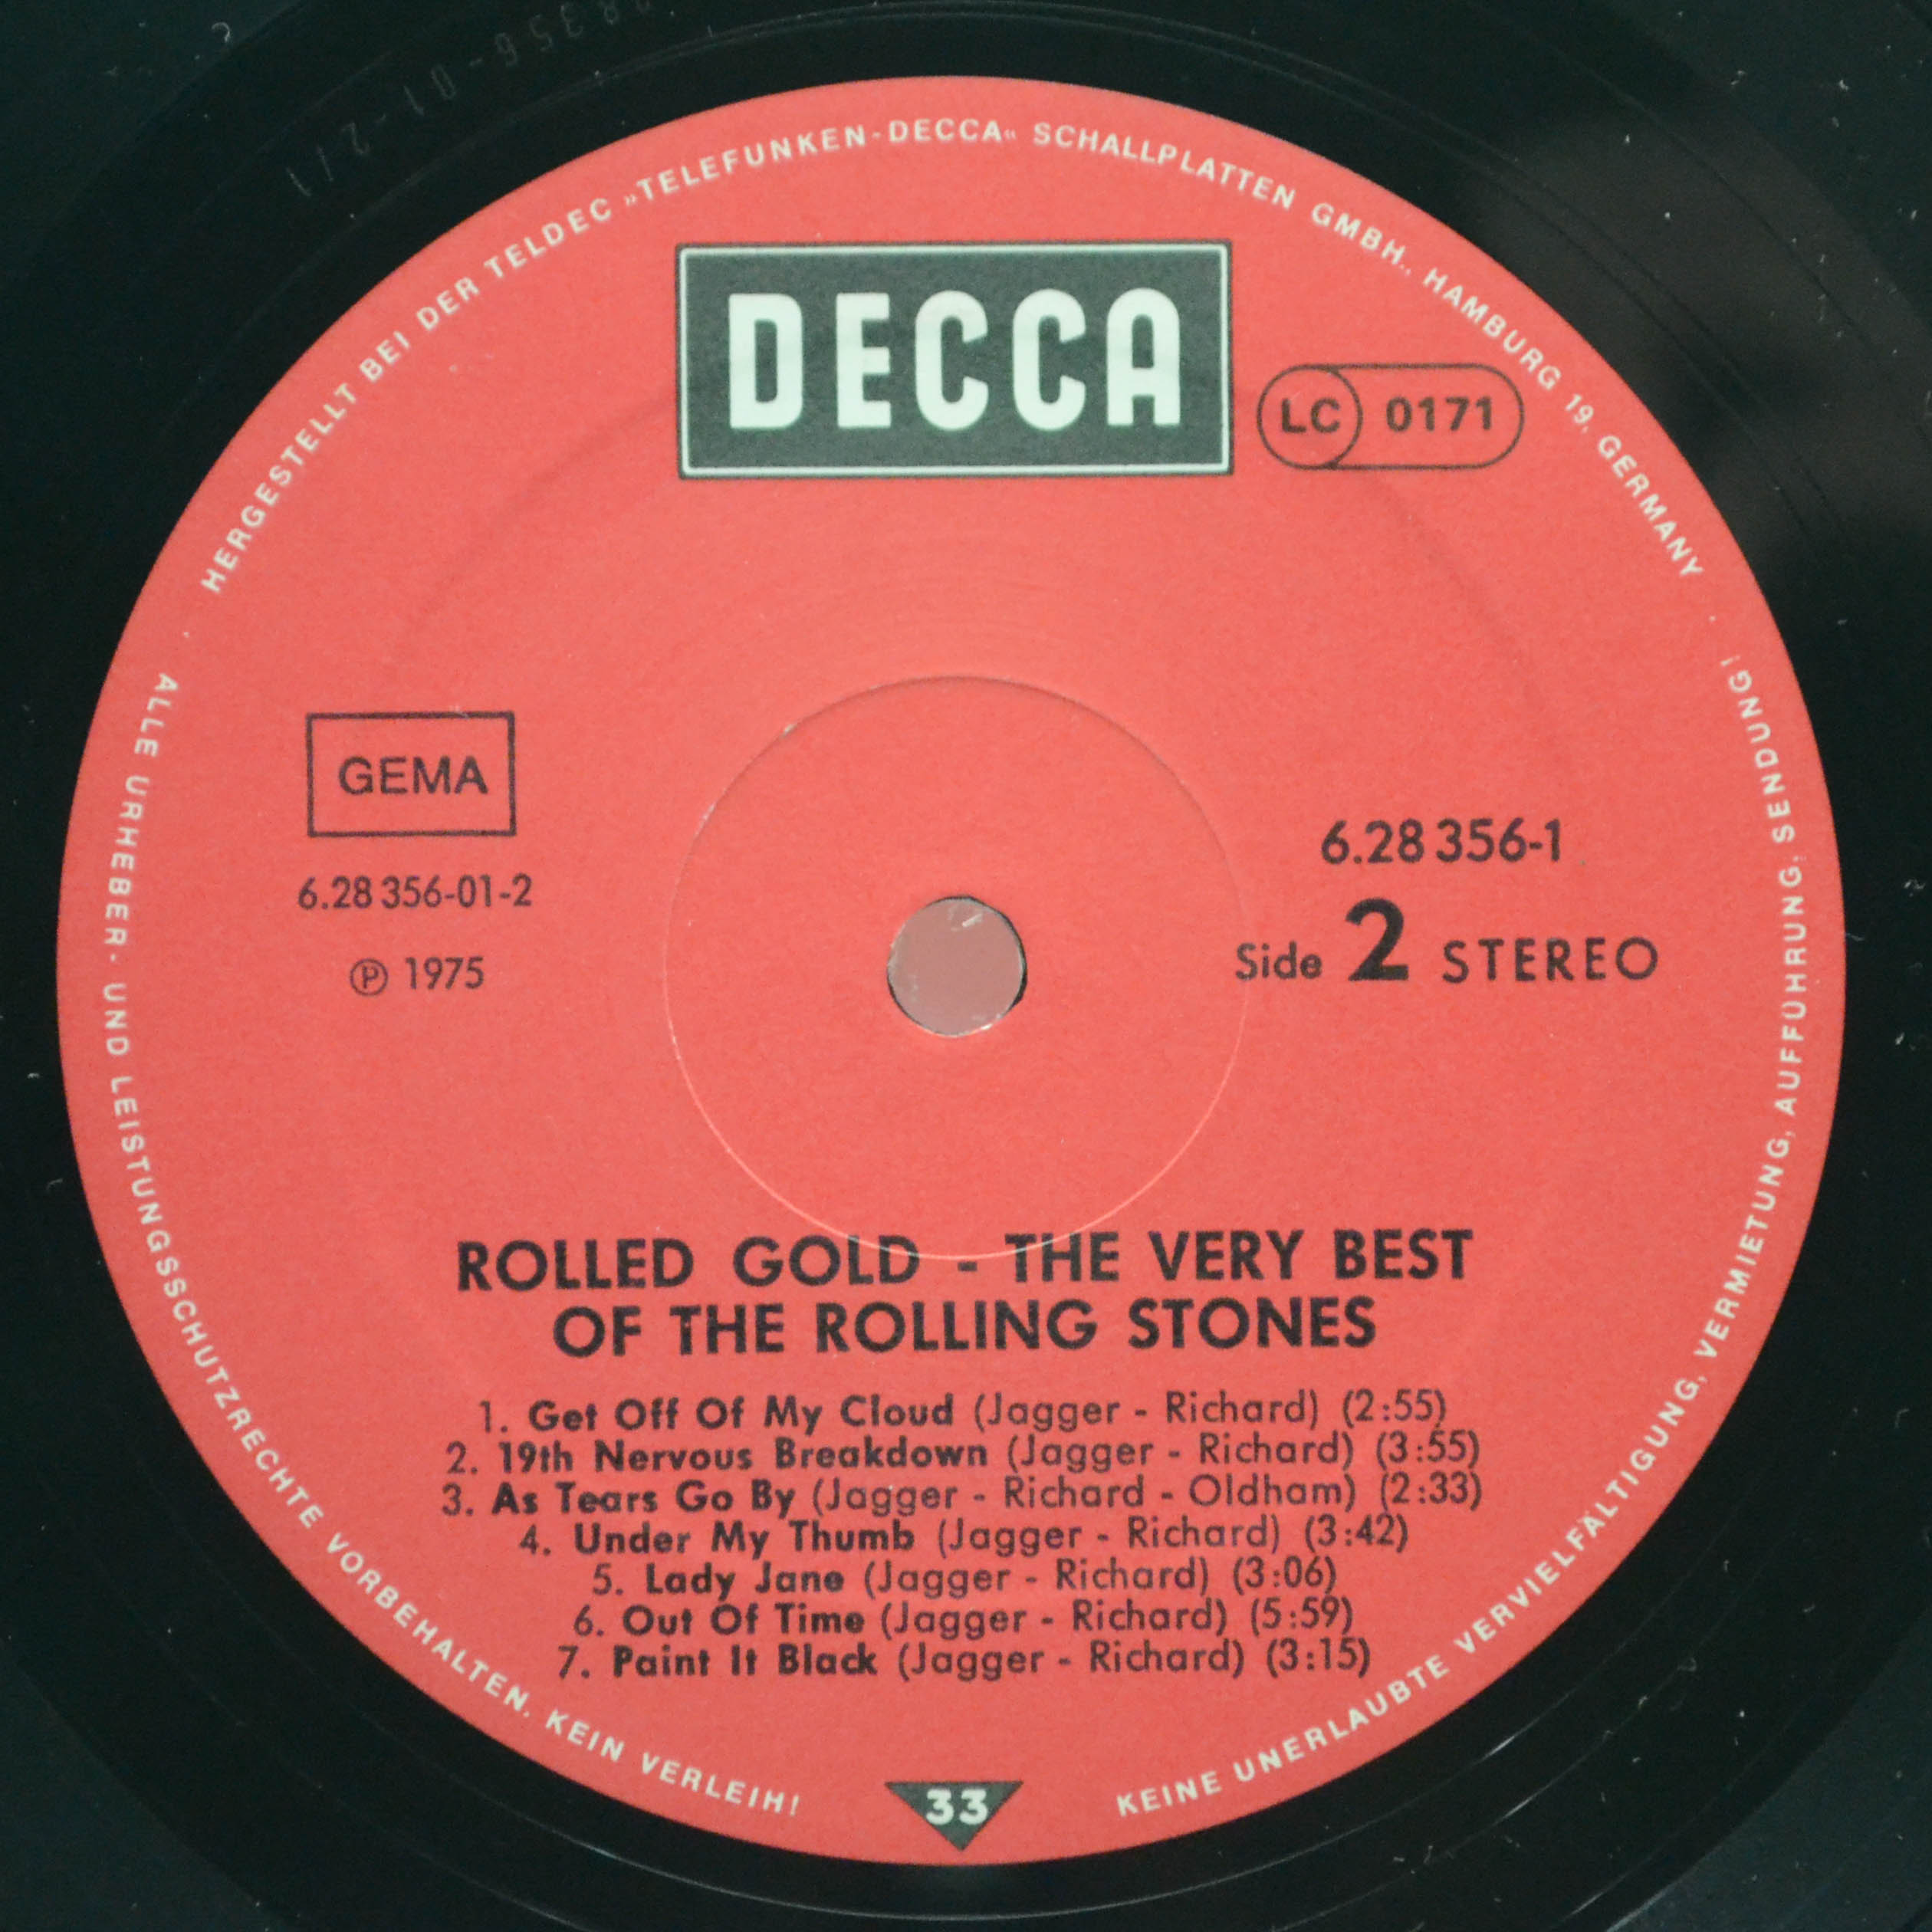 HERGESTELLT BEI DER TELDEC »TELEFUNKEN-DECCA« SCHALLPLATTEN GMBH., HAMBURG 19, GERMANY
DECCA
LC 0171
GEMA
6.28 356-01-2
℗ 1975
6.28 356-1
Side 2 STEREO
ROLLED GOLD - THE VERY BEST
OF THE ROLLING STONES
1. Get Off Of My Cloud (Jagger - Richard) (2:55)
2. 19th Nervous Breakdown (Jagger - Richard) (3:55)
3. As Tears Go By (Jagger - Richard - Oldham) (2:33)
4. Under My Thumb (Jagger - Richard) (3:42)
5. Lady Jane (Jagger - Richard) (3:06)
6. Out Of Time (Jagger - Richard) (5:59)
7. Paint It Black (Jagger - Richard) (3:15)
ALLE URHEBER- UND LEISTUNGSSCHUTZRECHTE VORBEHALTEN. KEIN VERLEIH!
33
KEINE UNERLAUBTE VERVIELFÄLTIGUNG, VERMIETUNG, AUFFÜHRUNG, SENDUNG!